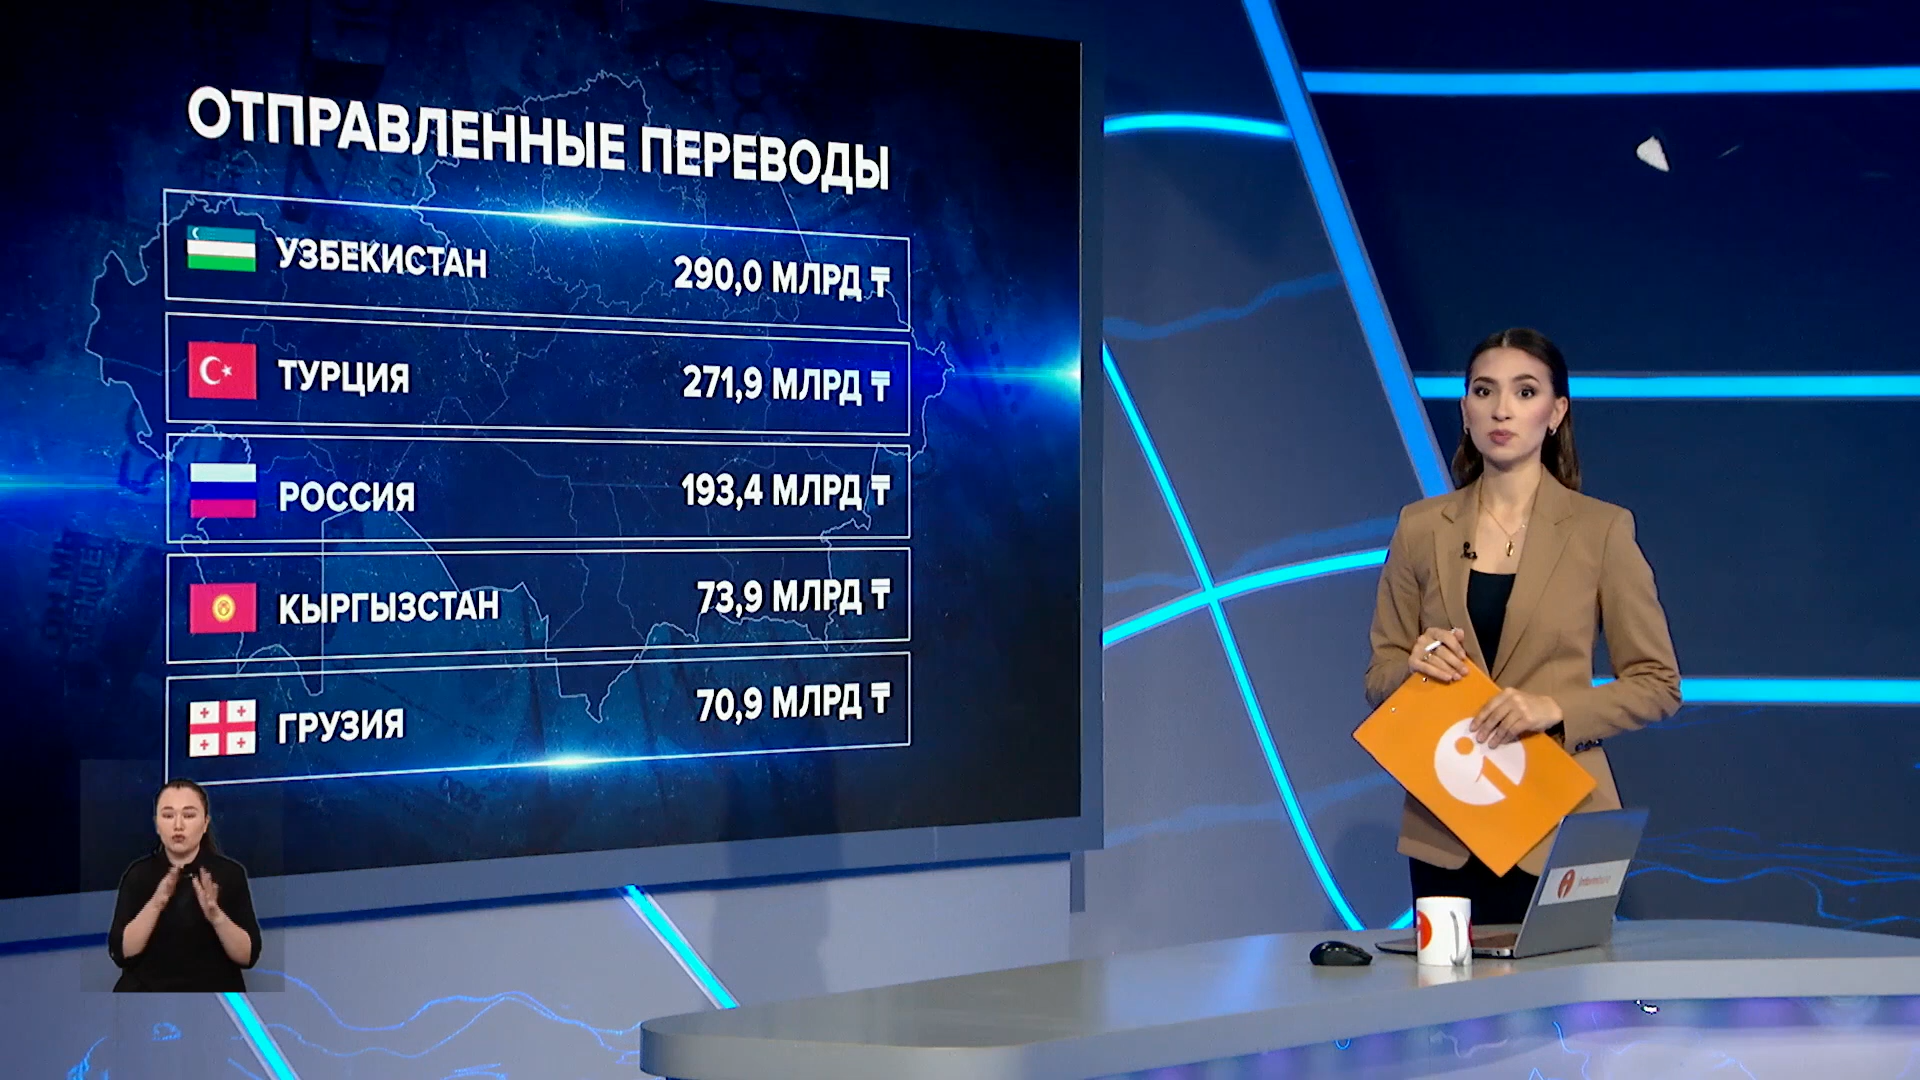 ОТПРАВЛЕННЫЕ ПЕРЕВОДЫ
УЗБЕКИСТАН 290,0 МЛРД ₸
ТУРЦИЯ 271,9 МЛРД ₸
РОССИЯ 193,4 МЛРД ₸
КЫРГЫЗСТАН 73,9 МЛРД ₸
ГРУЗИЯ 70,9 МЛРД ₸